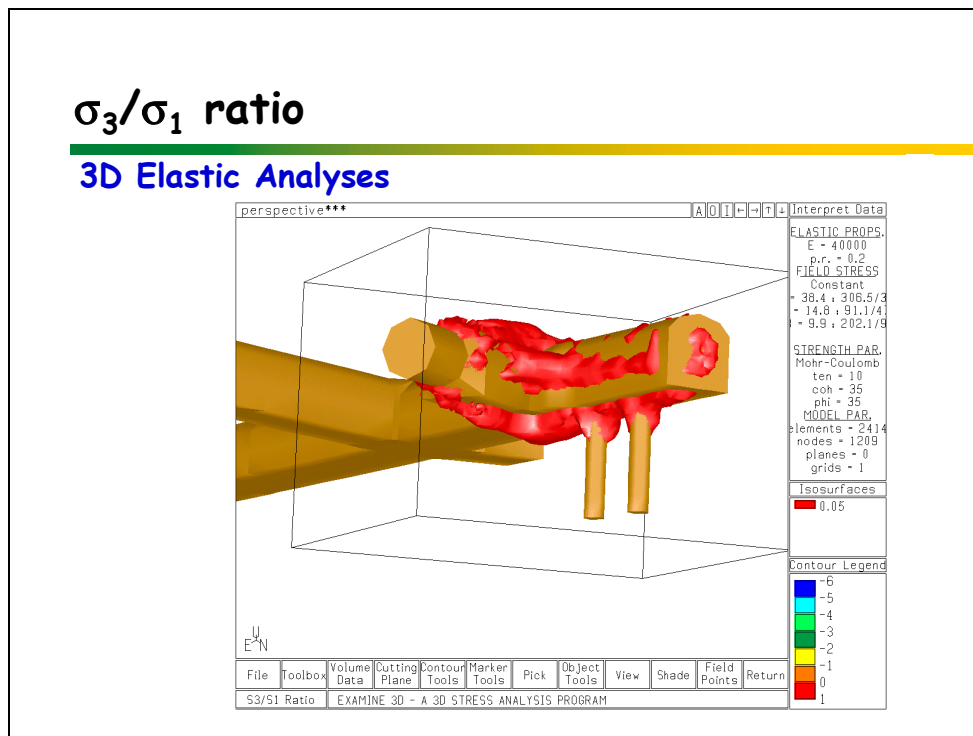 σ3/σ1 ratio
3D Elastic Analyses
perspective***
A O I ← → ↑ ↓
Interpret Data
ELASTIC PROPS.
E = 40000
p.r. = 0.2
FIELD STRESS
Constant
= 38.4 : 306.5/3
= 14.8 : 91.1/4
= 9.9 : 202.1/9
STRENGTH PAR.
Mohr-Coulomb
ten = 10
coh = 35
phi = 35
MODEL PAR.
elements = 2414
nodes = 1209
planes = 0
grids = 1
Isosurfaces
0.05
Contour Legend
-6
-5
-4
-3
-2
-1
0
1
U
E N
File
Toolbox
Volume Data
Cutting Plane
Contour Tools
Marker Tools
Pick
Object Tools
View
Shade
Field Points
Return
S3/S1 Ratio
EXAMINE 3D - A 3D STRESS ANALYSIS PROGRAM